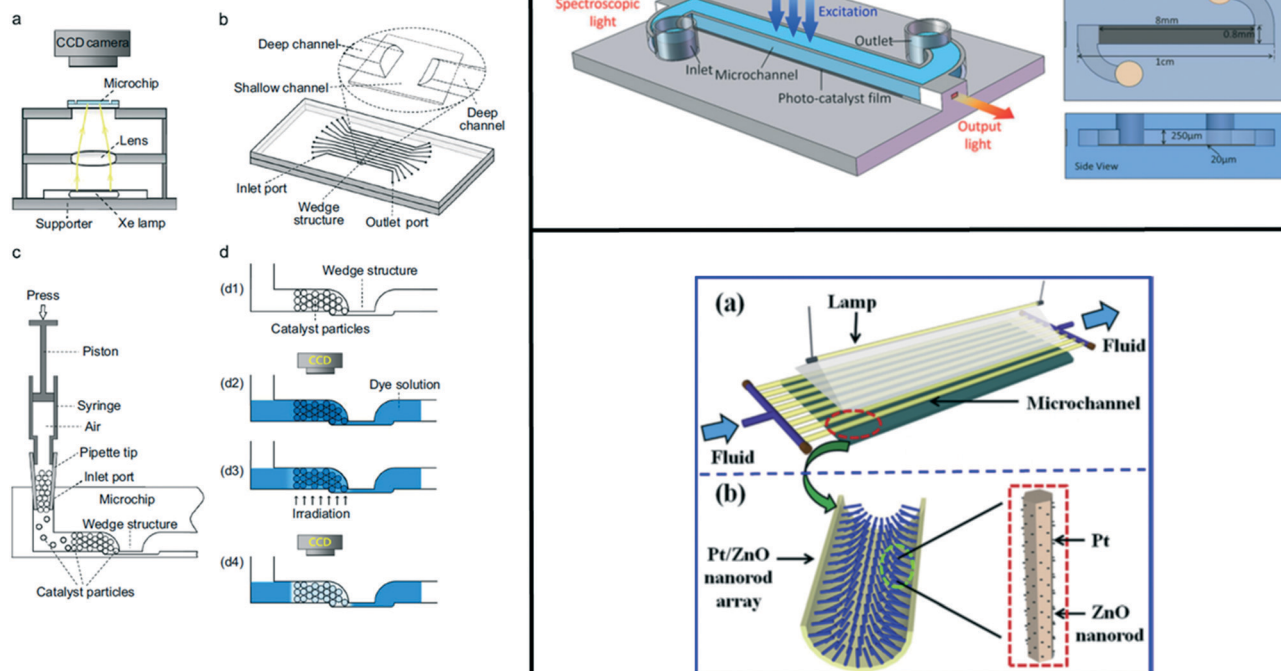 a
CCD camera
Microchip
Lens
Supporter
Xe lamp
b
Deep channel
Shallow channel
Deep
channel
Inlet port
Wedge
structure
Outlet port
c
Press
Piston
Syringe
Air
Pipette tip
Inlet port
Microchip
Wedge structure
Catalyst particles
d
(d1)
Wedge structure
Catalyst particles
(d2)
CCD
Dye solution
(d3)
Irradiation
(d4)
CCD
Spectroscopic
light
Excitation
Inlet
Outlet
Microchannel
Photo-catalyst film
Output
light
8mm
0.8mm
1cm
250μm
20μm
Side View
(a)
Lamp
Fluid
Microchannel
Fluid
(b)
Pt/ZnO
nanorod
array
Pt
ZnO
nanorod